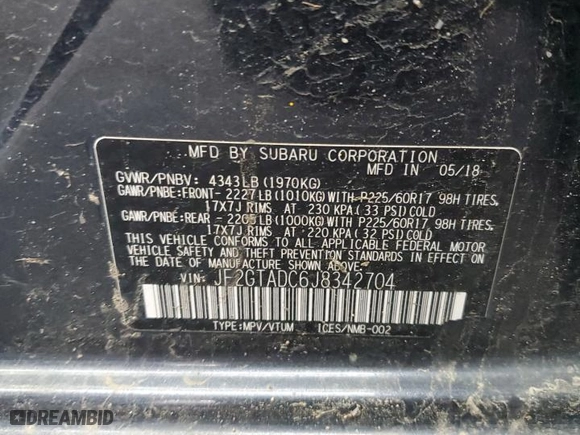 MFD BY SUBARU CORPORATION
MFD IN 05/18
GVWR/PNBV: 4343LB(1970KG)
GAWR/PNBE:FRONT- 2227LB(1010KG)WITH P225/60R17 98H TIRES,
17X7J RIMS AT 230 KPA(33 PSI)COLD
GAWR/PNBE:REAR - 2205LB(1000KG)WITH P225/60R17 98H TIRES,
17X7J RIMS AT 220 KPA(32 PSI)COLD
THIS VEHICLE CONFORMS TO ALL APPLICABLE FEDERAL MOTOR
VEHICLE SAFETY AND THEFT PREVENTION STANDARDS IN EFFECT
ON THE DATE OF MANUFACTURE SHOWN ABOVE.
VIN: JF2GTADC6J8342704
TYPE:MPV/VTUM ICES/NMB-002
DREAMBID